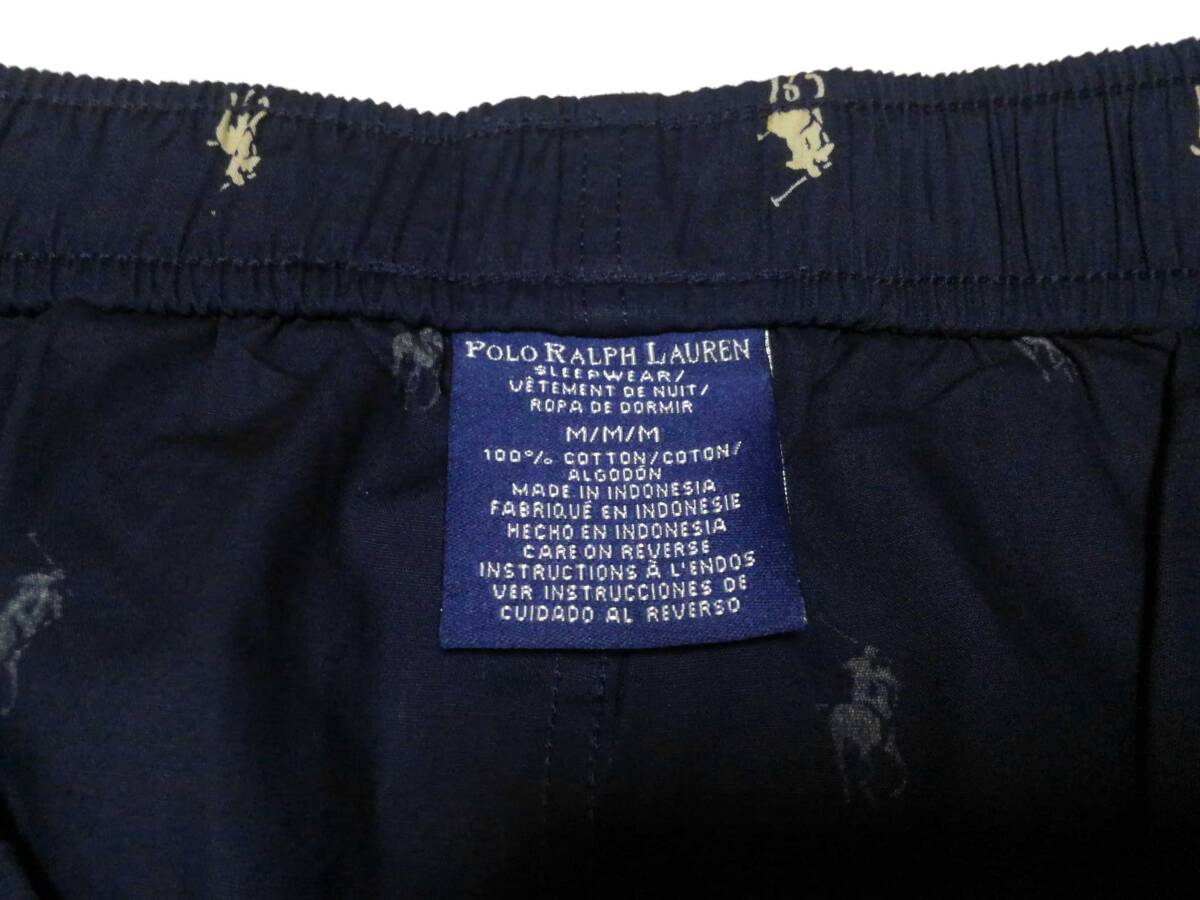 POLO RALPH LAUREN
SLEEPWEAR/
VÊTEMENT DE NUIT/
ROPA DE DORMIR
M/M/M
100% COTTON/COTON/
ALGODÓN
MADE IN INDONESIA
FABRIQUÉ EN INDONESIE
HECHO EN INDONESIA
CARE ON REVERSE
INSTRUCTIONS À L'ENDOS
VER INSTRUCCIONES DE
CUIDADO AL REVERSO